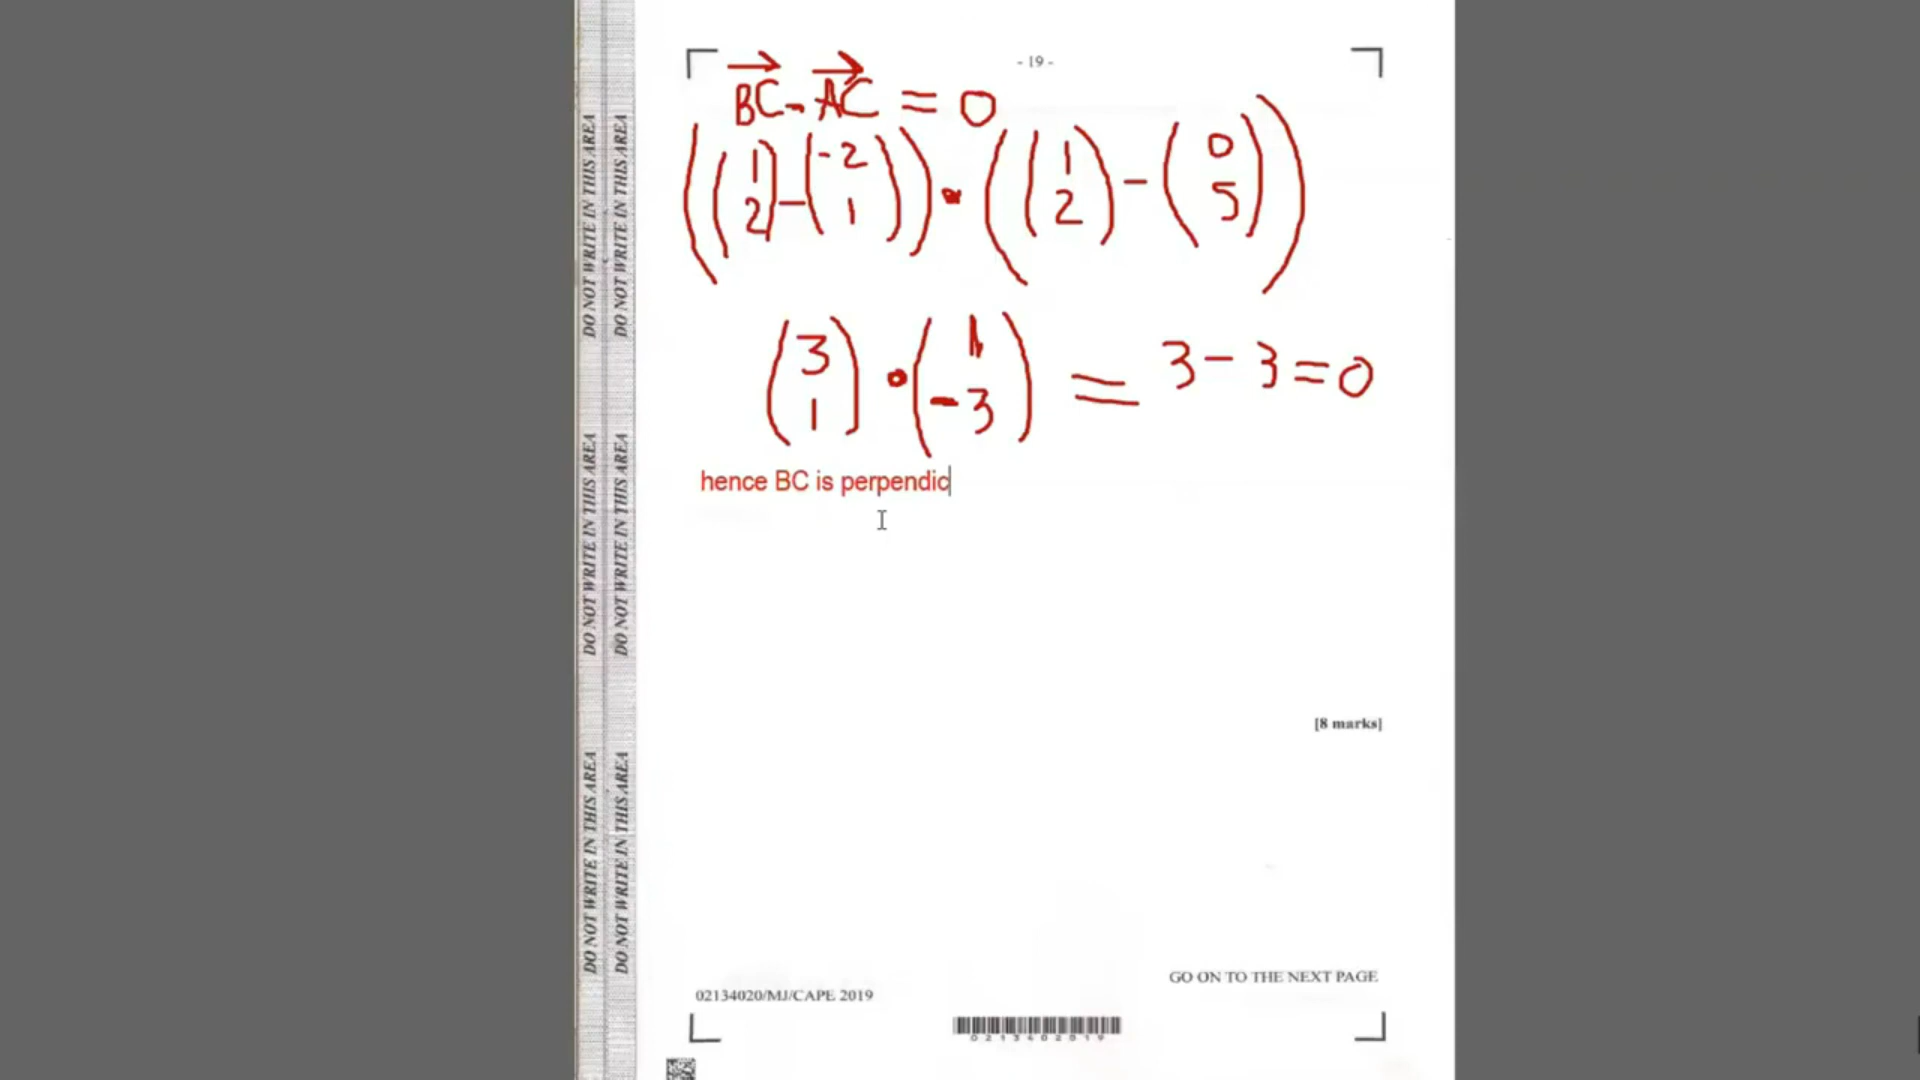 - 19 -
BC . AC = 0
((1 2) - (-2 1)) • ((1 2) - (0 5))
(3 1) • (1 -3) = 3 - 3 = 0
hence BC is perpendic
[8 marks]
GO ON TO THE NEXT PAGE
02134020/MJ/CAPE 2019
DO NOT WRITE IN THIS AREA
DO NOT WRITE IN THIS AREA
DO NOT WRITE IN THIS AREA
DO NOT WRITE IN THIS AREA
DO NOT WRITE IN THIS AREA
DO NOT WRITE IN THIS AREA